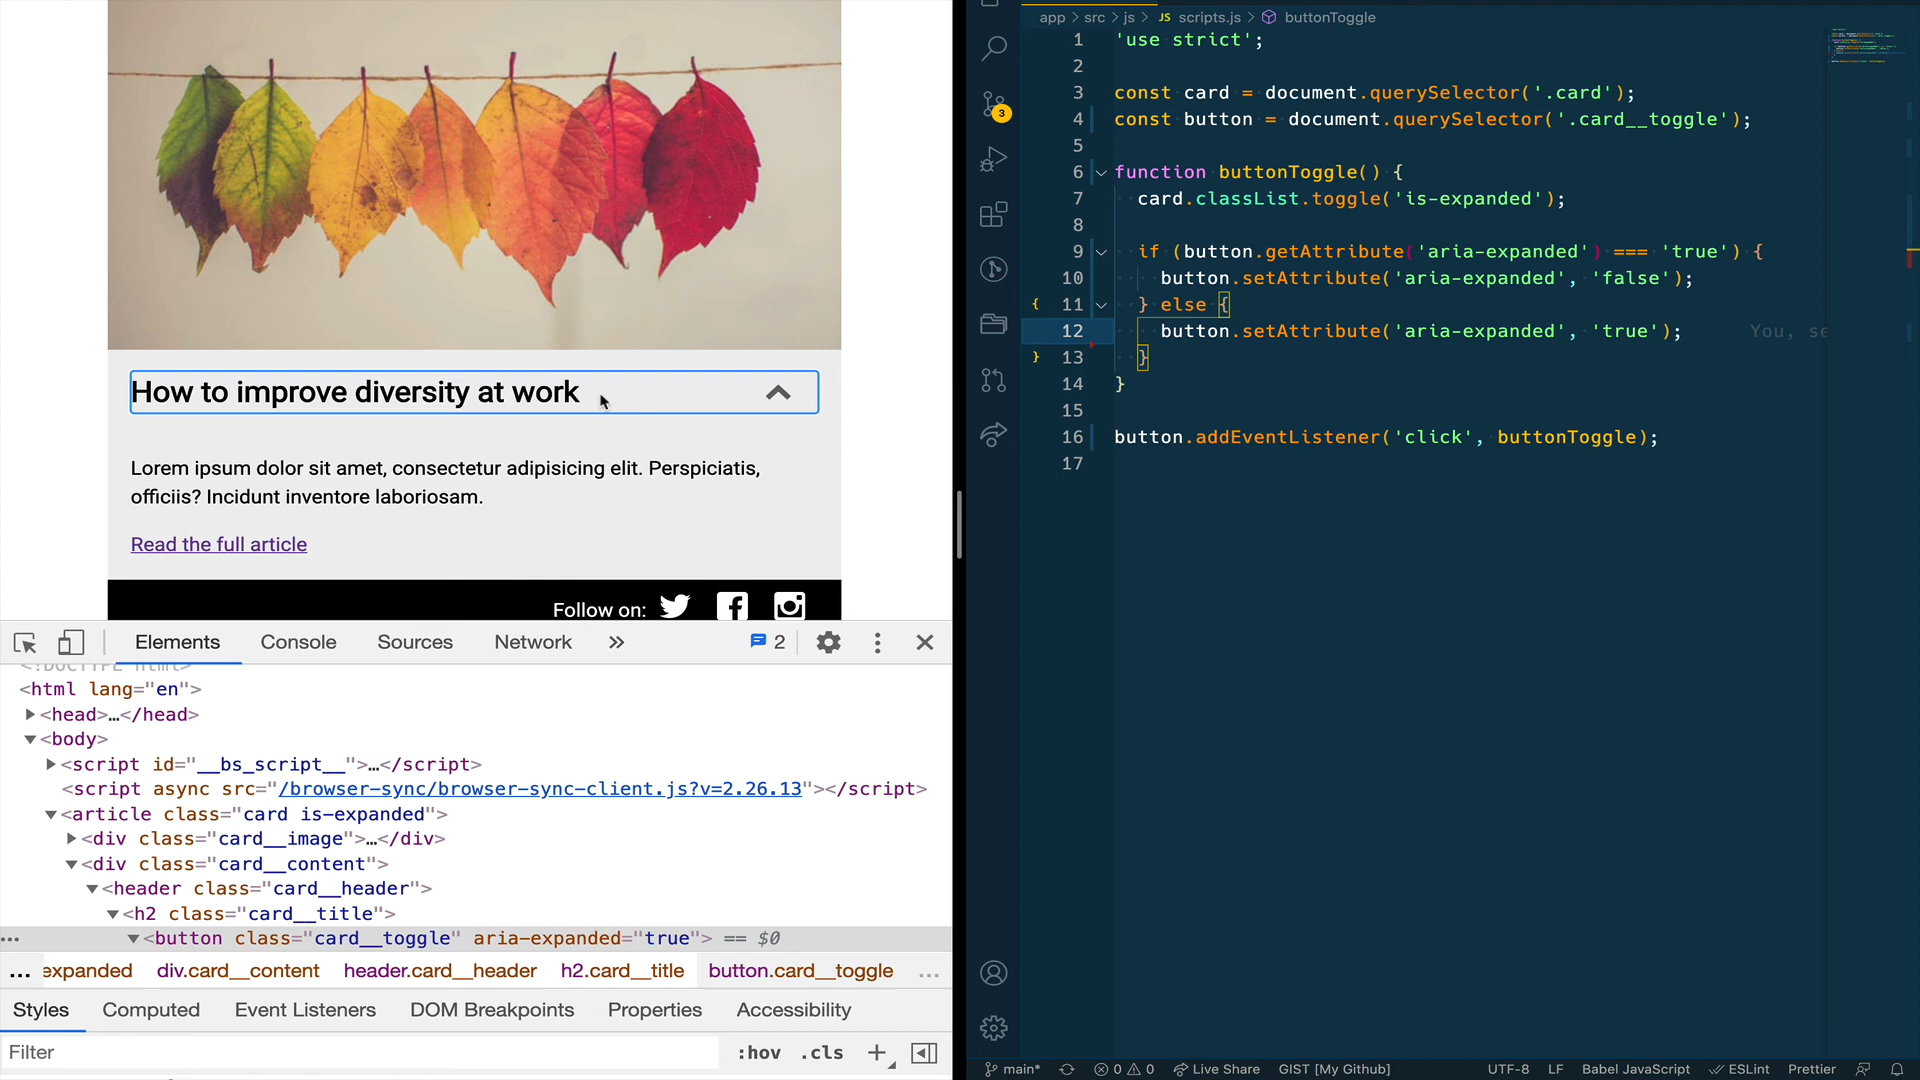 How to improve diversity at work
Lorem ipsum dolor sit amet, consectetur adipisicing elit. Perspiciatis,
officiis? Incidunt inventore laboriosam.
Read the full article
Follow on:
Elements Console Sources Network 2
<!DOCTYPE html>
<html lang="en">
<head>…</head>
<body>
<script id="__bs_script__">…</script>
<script async src="/browser-sync/browser-sync-client.js?v=2.26.13"></script>
<article class="card is-expanded">
<div class="card__image">…</div>
<div class="card__content">
<header class="card__header">
<h2 class="card__title">
<button class="card__toggle" aria-expanded="true"> == $0
... expanded div.card__content header.card__header h2.card__title button.card__toggle ...
Styles Computed Event Listeners DOM Breakpoints Properties Accessibility
Filter :hov .cls +
app > src > js > JS scripts.js > buttonToggle
1 'use strict';
2
3 const card = document.querySelector('.card');
4 const button = document.querySelector('.card__toggle');
5
6 function buttonToggle() {
7 card.classList.toggle('is-expanded');
8
9 if (button.getAttribute('aria-expanded') === 'true') {
10 button.setAttribute('aria-expanded', 'false');
{ 11 } else {
12 button.setAttribute('aria-expanded', 'true'); You, se
} 13 }
14 }
15
16 button.addEventListener('click', buttonToggle);
17
3
main* 0 0 Live Share GIST [My Github] UTF-8 LF Babel JavaScript ESLint Prettier